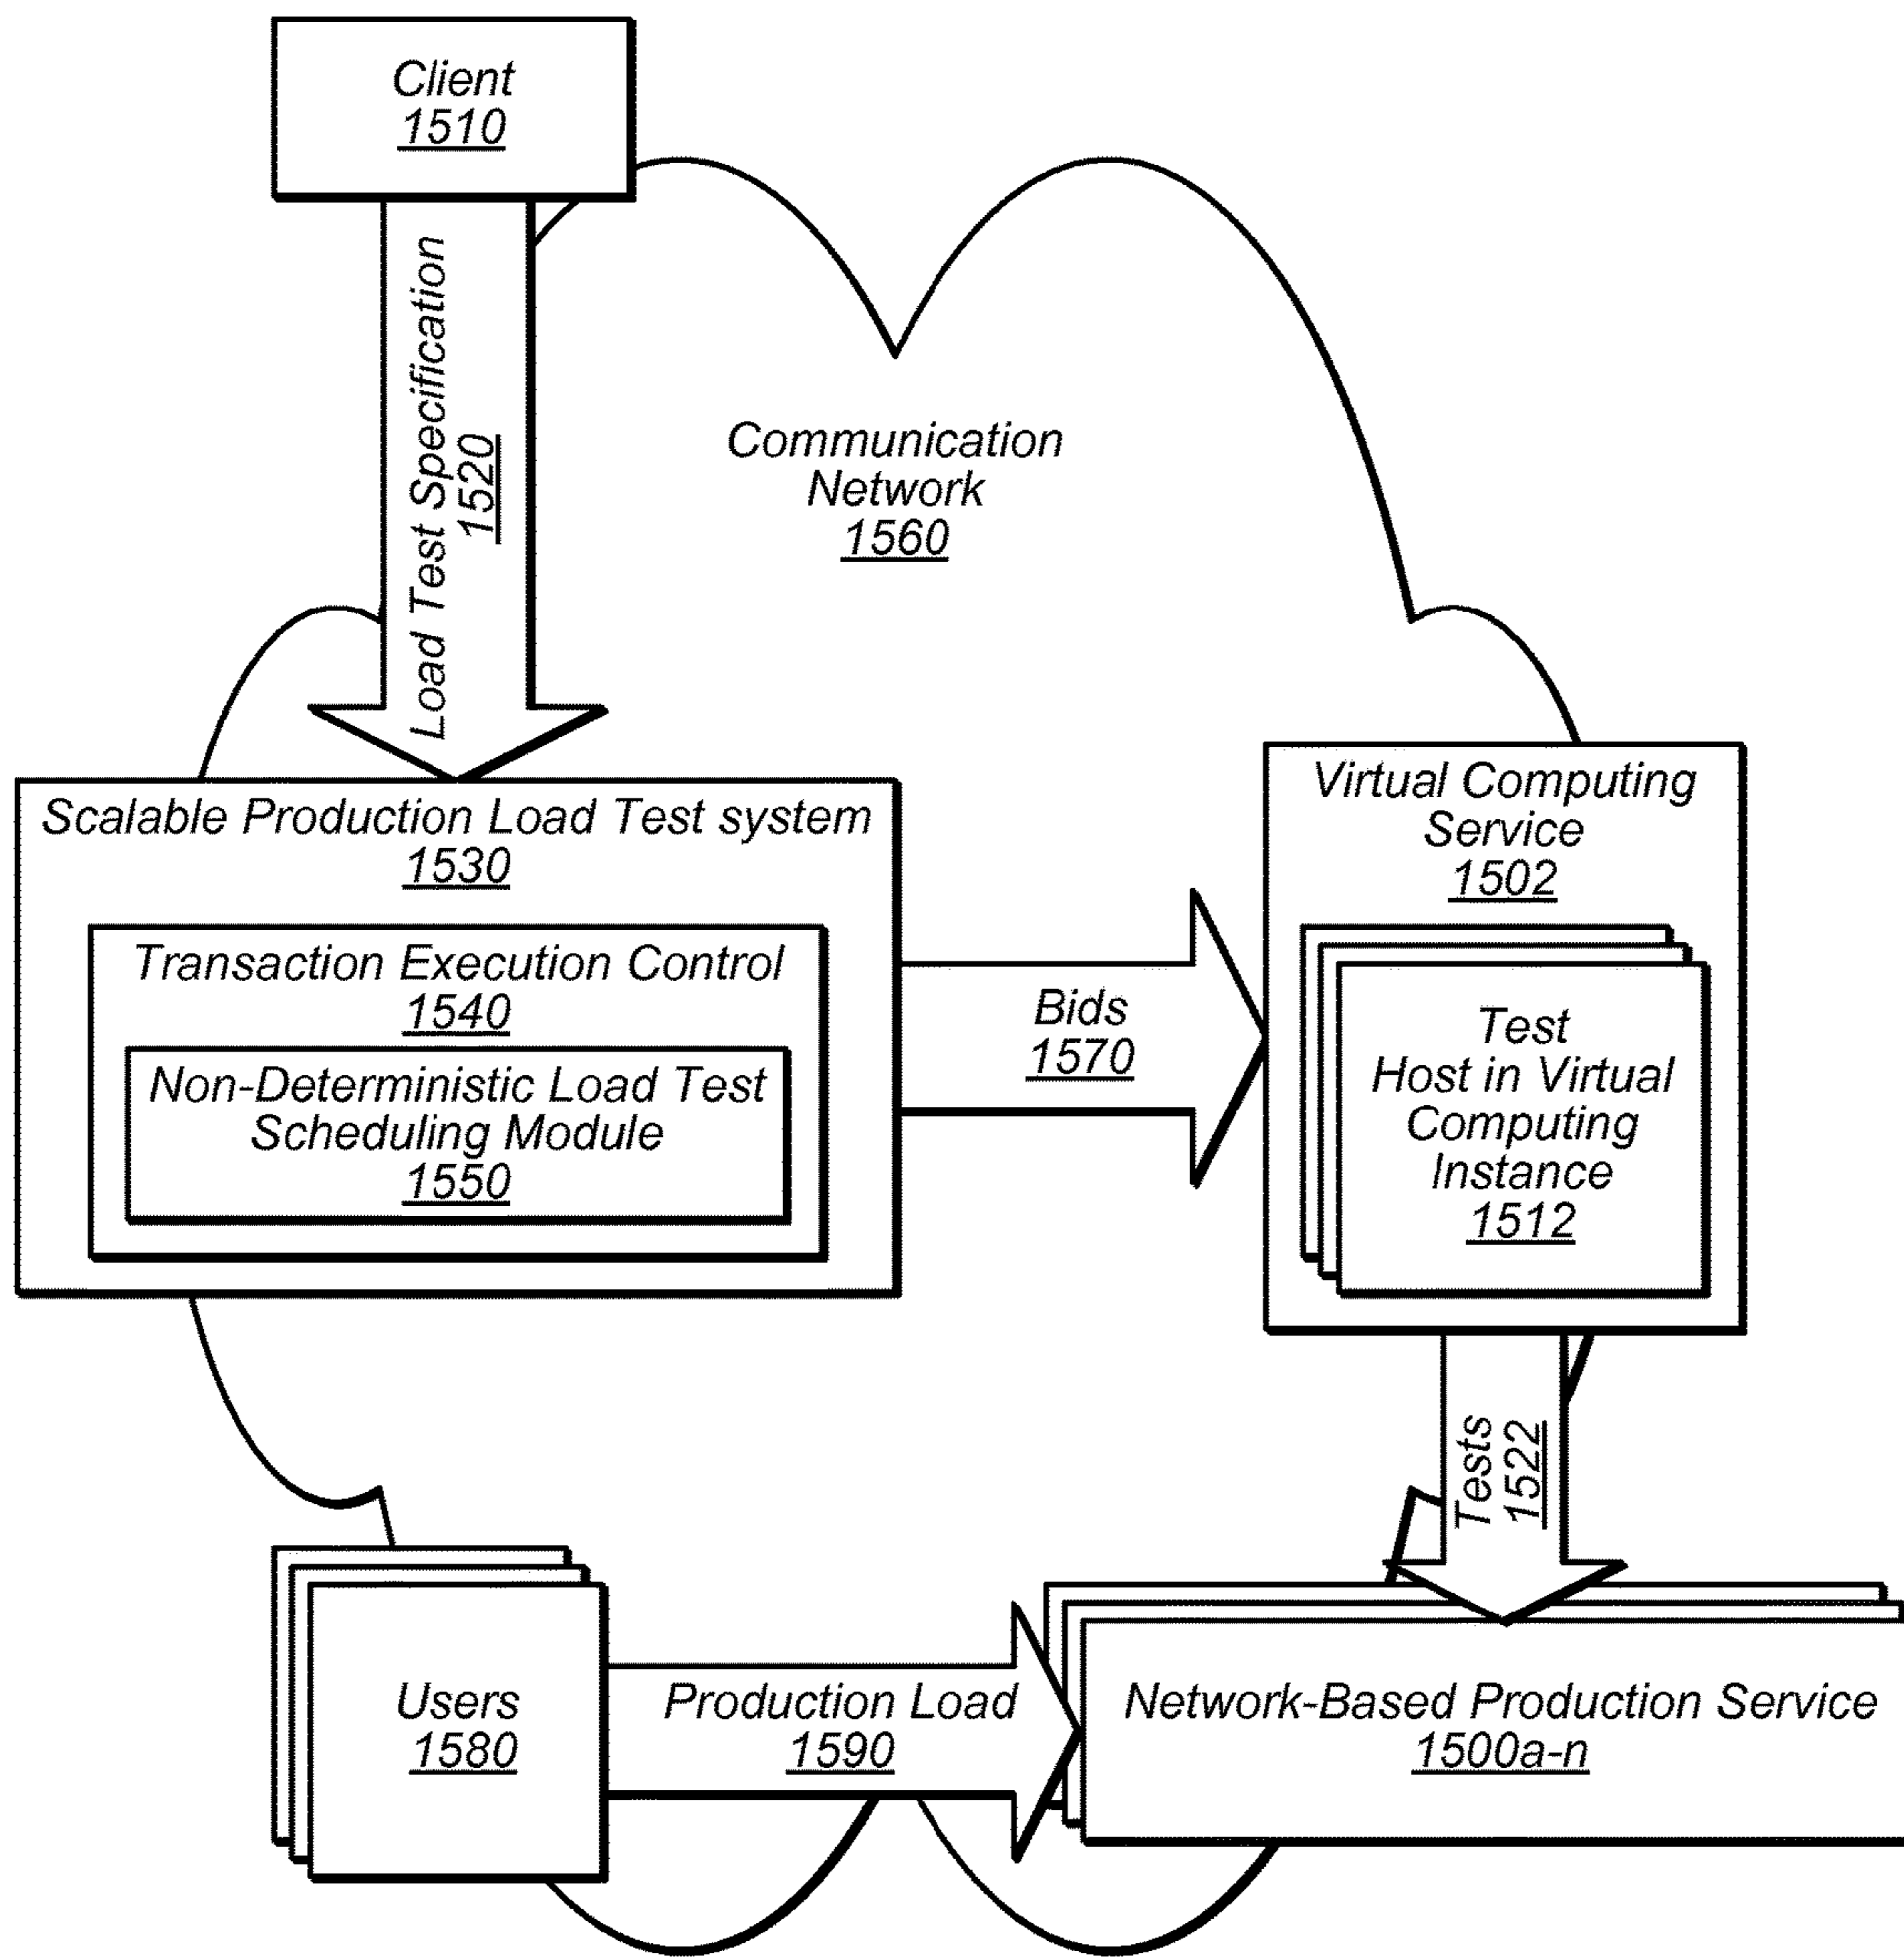 Client
1510
Load Test Specification
1520
Communication
Network
1560
Scalable Production Load Test system
1530
Transaction Execution Control
1540
Non-Deterministic Load Test
Scheduling Module
1550
Bids
1570
Virtual Computing
Service
1502
Test
Host in Virtual
Computing
Instance
1512
Tests
1522
Users
1580
Production Load
1590
Network-Based Production Service
1500a-n